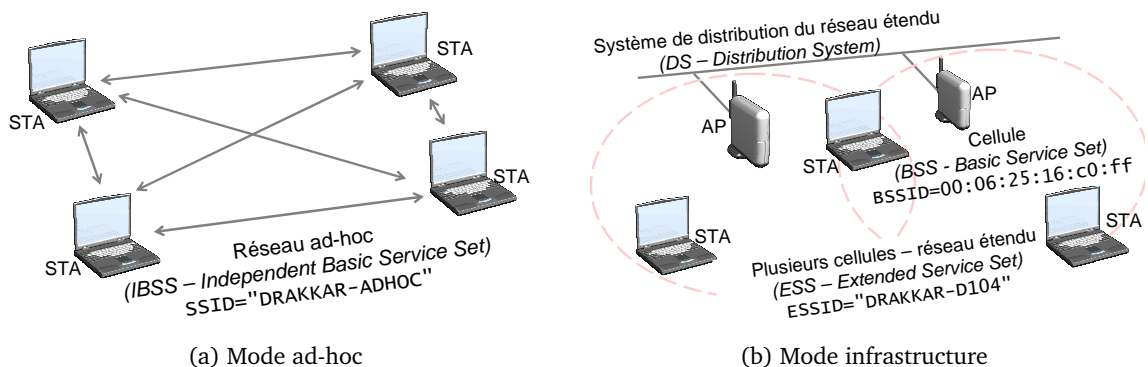 STA
STA
STA
STA
Réseau ad-hoc
(IBSS – Independent Basic Service Set)
SSID="DRAKKAR-ADHOC"
(a) Mode ad-hoc
Système de distribution du réseau étendu
(DS – Distribution System)
AP
AP
STA
Cellule
(BSS - Basic Service Set)
BSSID=00:06:25:16:c0:ff
STA
STA
Plusieurs cellules – réseau étendu
(ESS – Extended Service Set)
ESSID="DRAKKAR-D104"
(b) Mode infrastructure